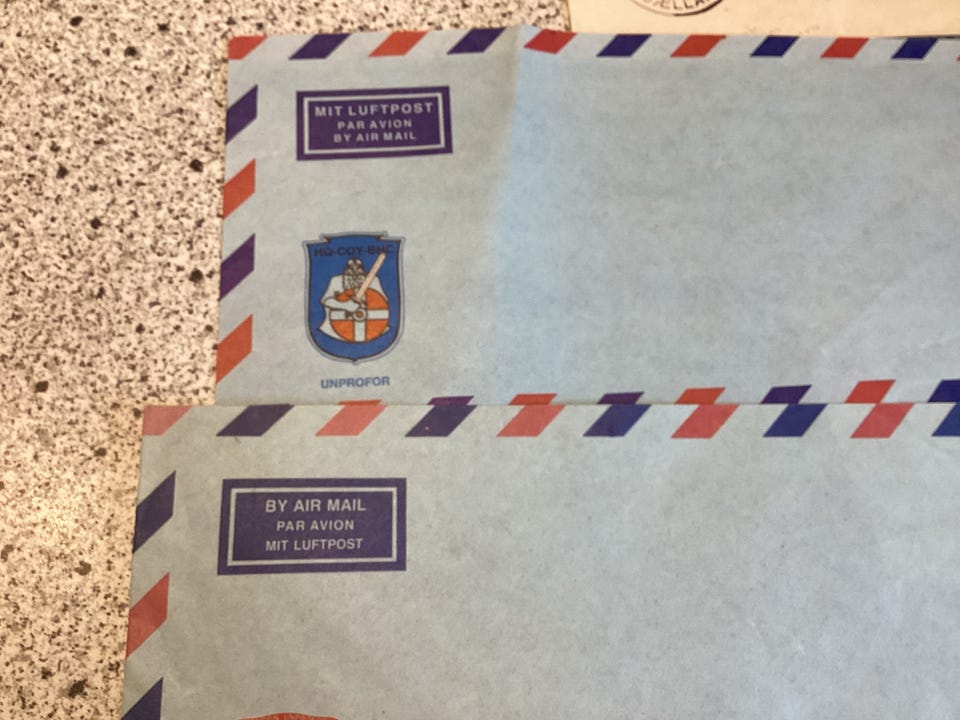 MIT LUFTPOST
PAR AVION
BY AIR MAIL
HQ-COY-BHC
UNPROFOR
BY AIR MAIL
PAR AVION
MIT LUFTPOST